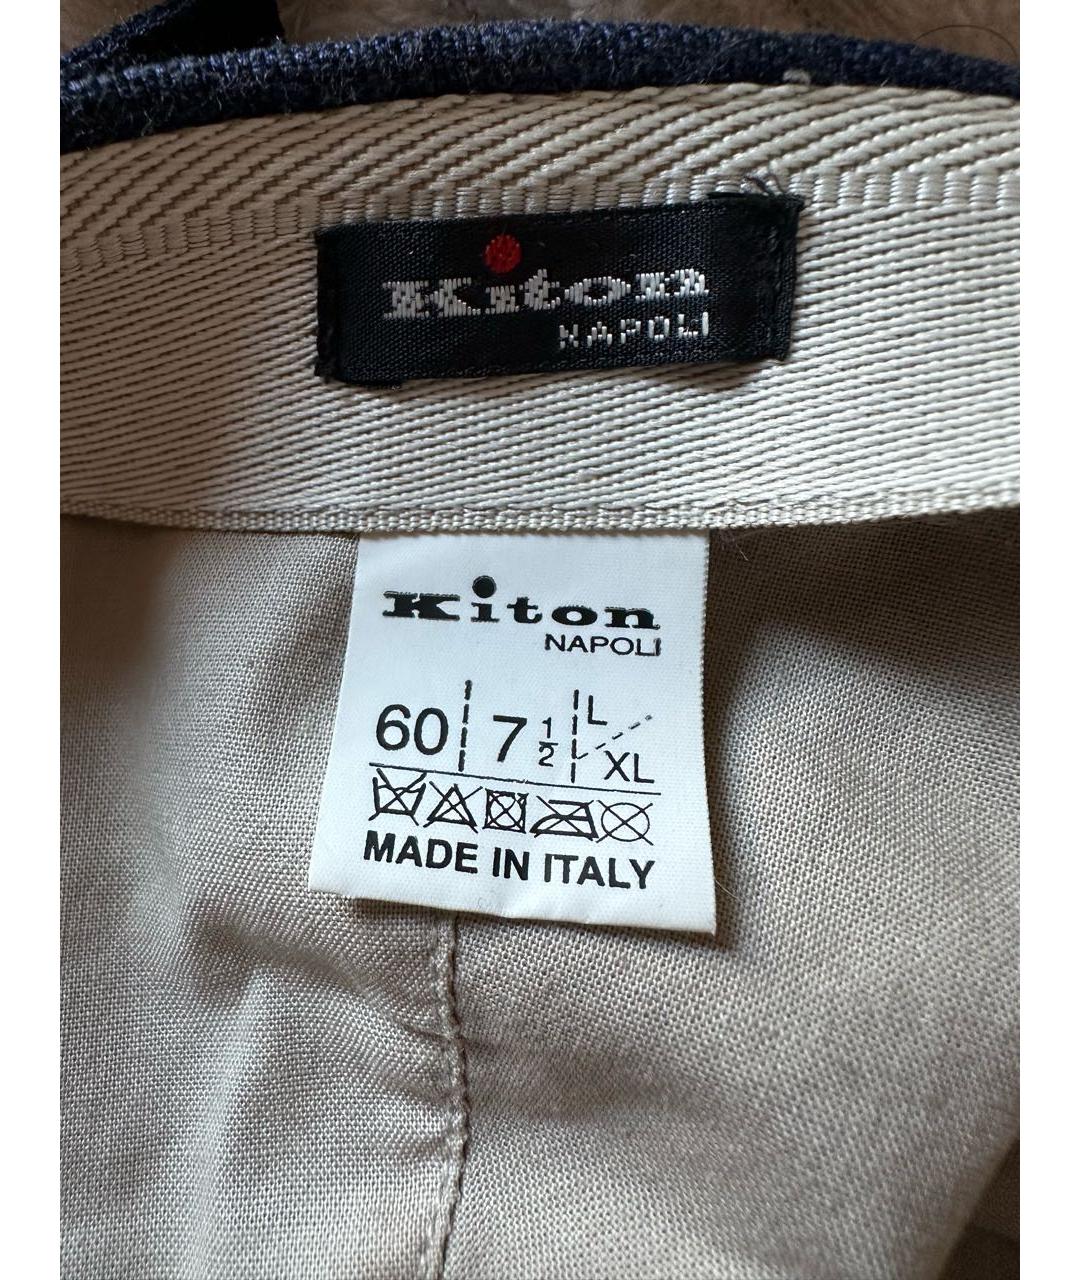 Kiton
NAPOLI
Kiton
NAPOLI
60 7 1/2 L/XL
MADE IN ITALY